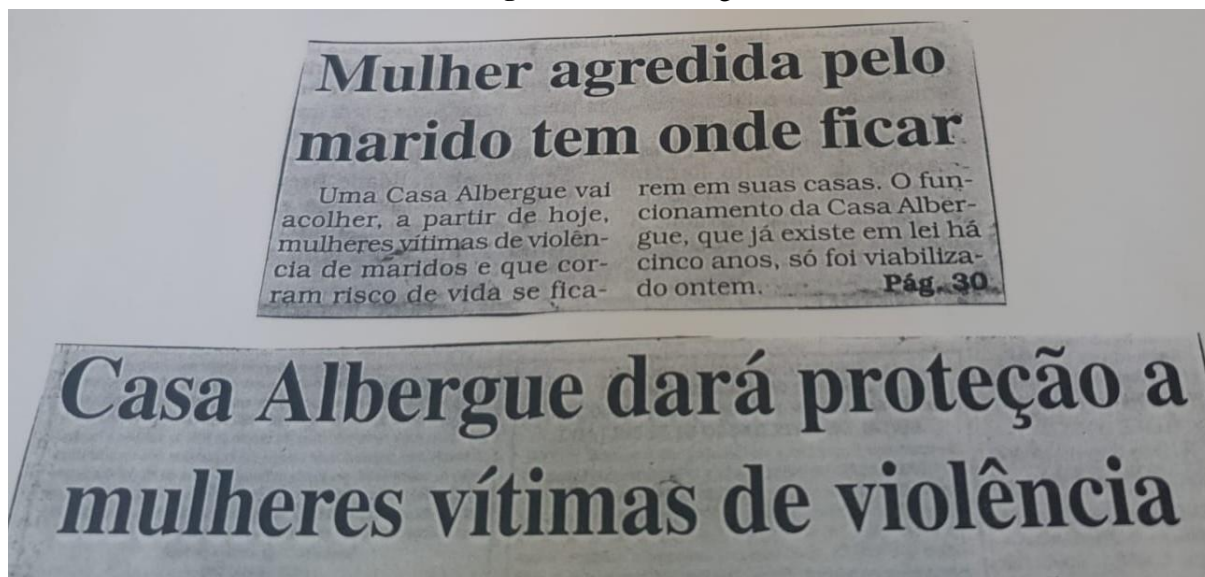 Mulher agredida pelo
marido tem onde ficar
Uma Casa Albergue vai
acolher, a partir de hoje,
mulheres vítimas de violên-
cia de maridos e que cor-
ram risco de vida se fica-
rem em suas casas. O fun-
cionamento da Casa Alber-
gue, que já existe em lei há
cinco anos, só foi viabiliza-
do ontem. Pág. 30
Casa Albergue dará proteção a
mulheres vítimas de violência